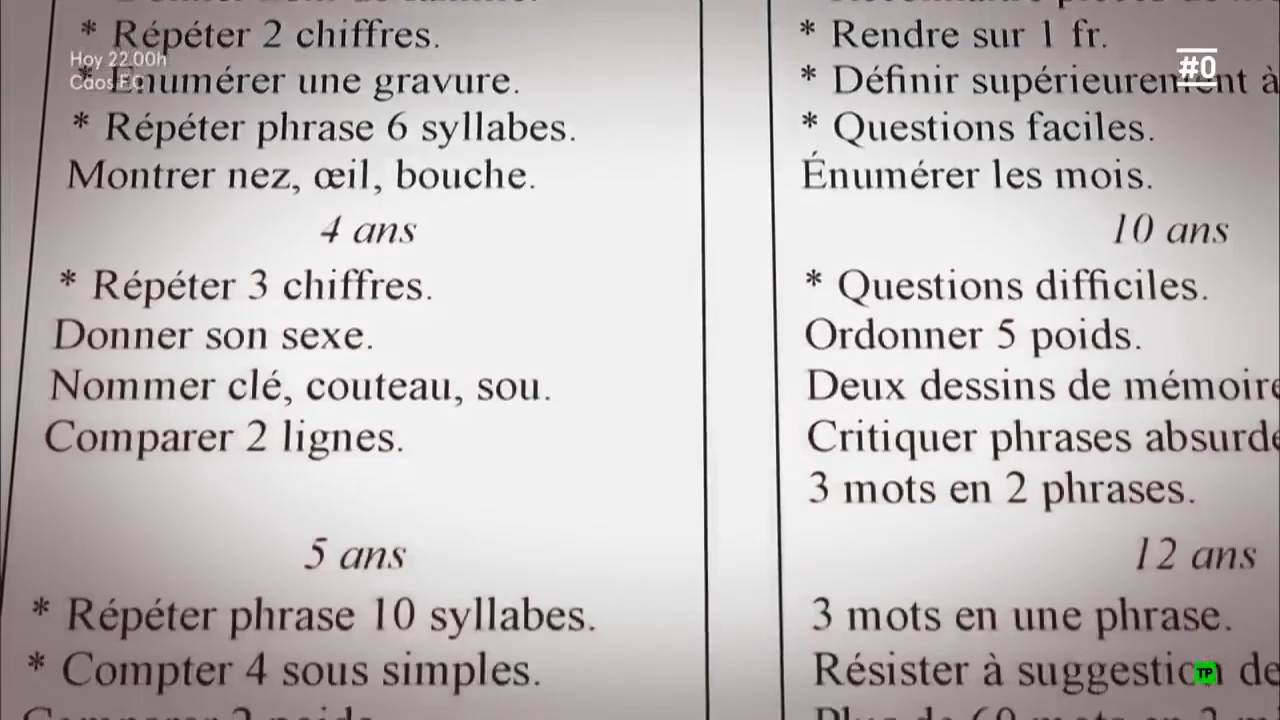 * Répéter 2 chiffres.
* Énumérer une gravure.
* Répéter phrase 6 syllabes.
Montrer nez, œil, bouche.
4 ans
* Répéter 3 chiffres.
Donner son sexe.
Nommer clé, couteau, sou.
Comparer 2 lignes.
5 ans
* Répéter phrase 10 syllabes.
* Compter 4 sous simples.
* Rendre sur 1 fr.
* Définir supérieurement à
* Questions faciles.
Énumérer les mois.
10 ans
* Questions difficiles.
Ordonner 5 poids.
Deux dessins de mémoire
Critiquer phrases absurde
3 mots en 2 phrases.
12 ans
3 mots en une phrase.
Résister à suggestion de
Hoy 22.00h
Caos F.C.
#0
TP